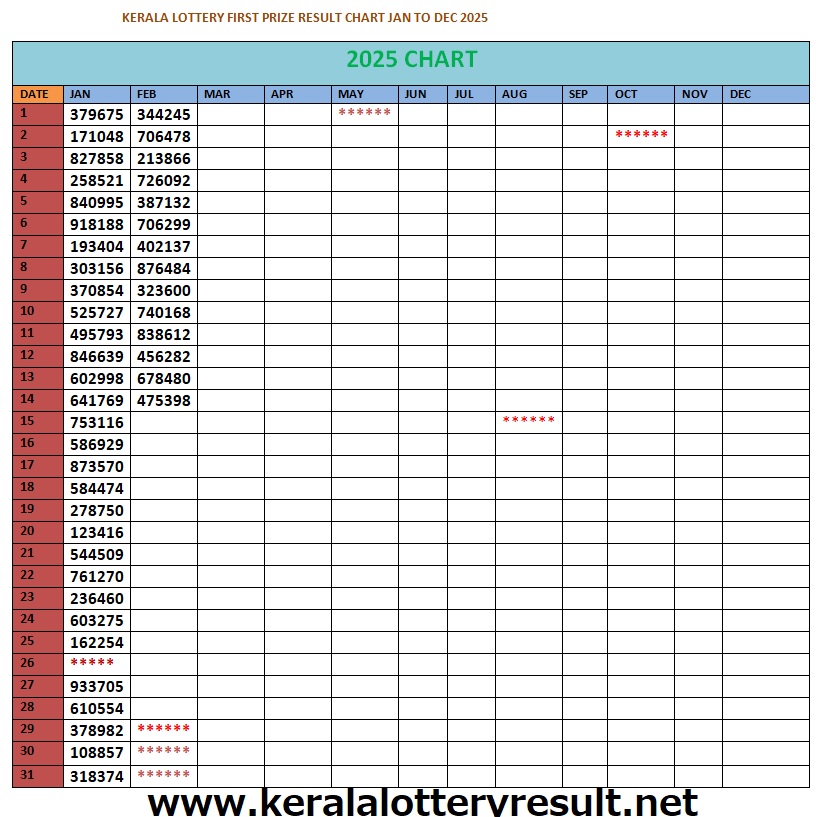 KERALA LOTTERY FIRST PRIZE RESULT CHART JAN TO DEC 2025
2025 CHART
DATE JAN FEB MAR APR MAY JUN JUL AUG SEP OCT NOV DEC
1 379675 344245 ******
2 171048 706478 ******
3 827858 213866
4 258521 726092
5 840995 387132
6 918188 706299
7 193404 402137
8 303156 876484
9 370854 323600
10 525727 740168
11 495793 838612
12 846639 456282
13 602998 678480
14 641769 475398
15 753116 ******
16 586929
17 873570
18 584474
19 278750
20 123416
21 544509
22 761270
23 236460
24 603275
25 162254
26 *****
27 933705
28 610554
29 378982 ******
30 108857 ******
31 318374 ******
www.keralalotteryresult.net